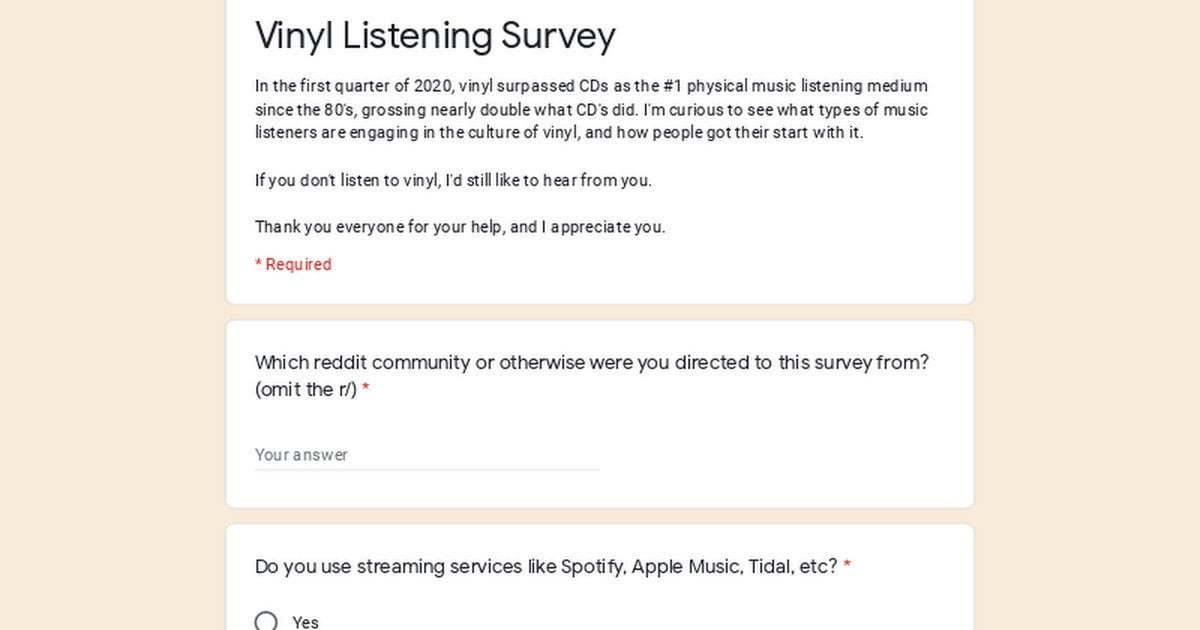 Vinyl Listening Survey
In the first quarter of 2020, vinyl surpassed CDs as the #1 physical music listening medium
since the 80's, grossing nearly double what CD's did. I'm curious to see what types of music
listeners are engaging in the culture of vinyl, and how people got their start with it.
If you don't listen to vinyl, I'd still like to hear from you.
Thank you everyone for your help, and I appreciate you.
* Required
Which reddit community or otherwise were you directed to this survey from?
(omit the r/) *
Your answer
Do you use streaming services like Spotify, Apple Music, Tidal, etc? *
Yes